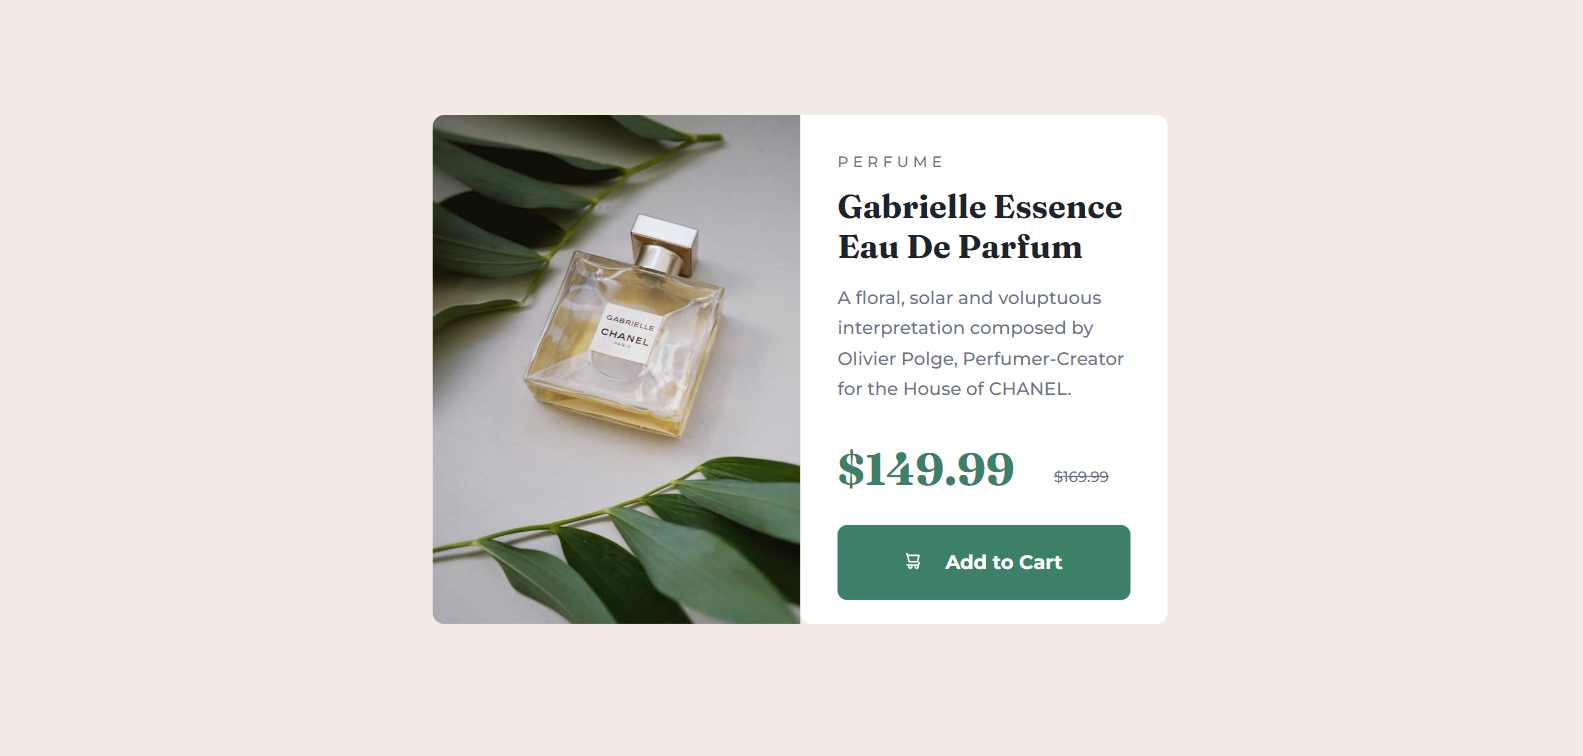 GABRIELLE
CHANEL
PARIS
PERFUME
Gabrielle Essence
Eau De Parfum
A floral, solar and voluptuous
interpretation composed by
Olivier Polge, Perfumer-Creator
for the House of CHANEL.
$149.99 $169.99
Add to Cart